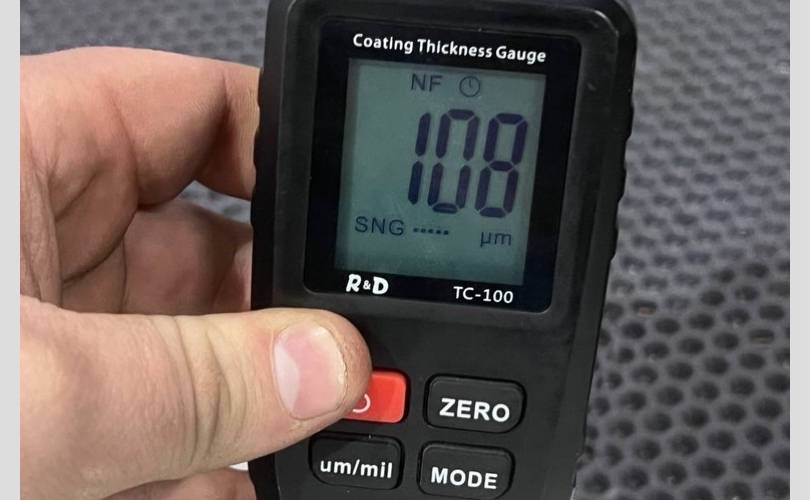 Coating Thickness Gauge
NF
108
SNG ----- µm
R&D TC-100
ZERO
um/mil MODE